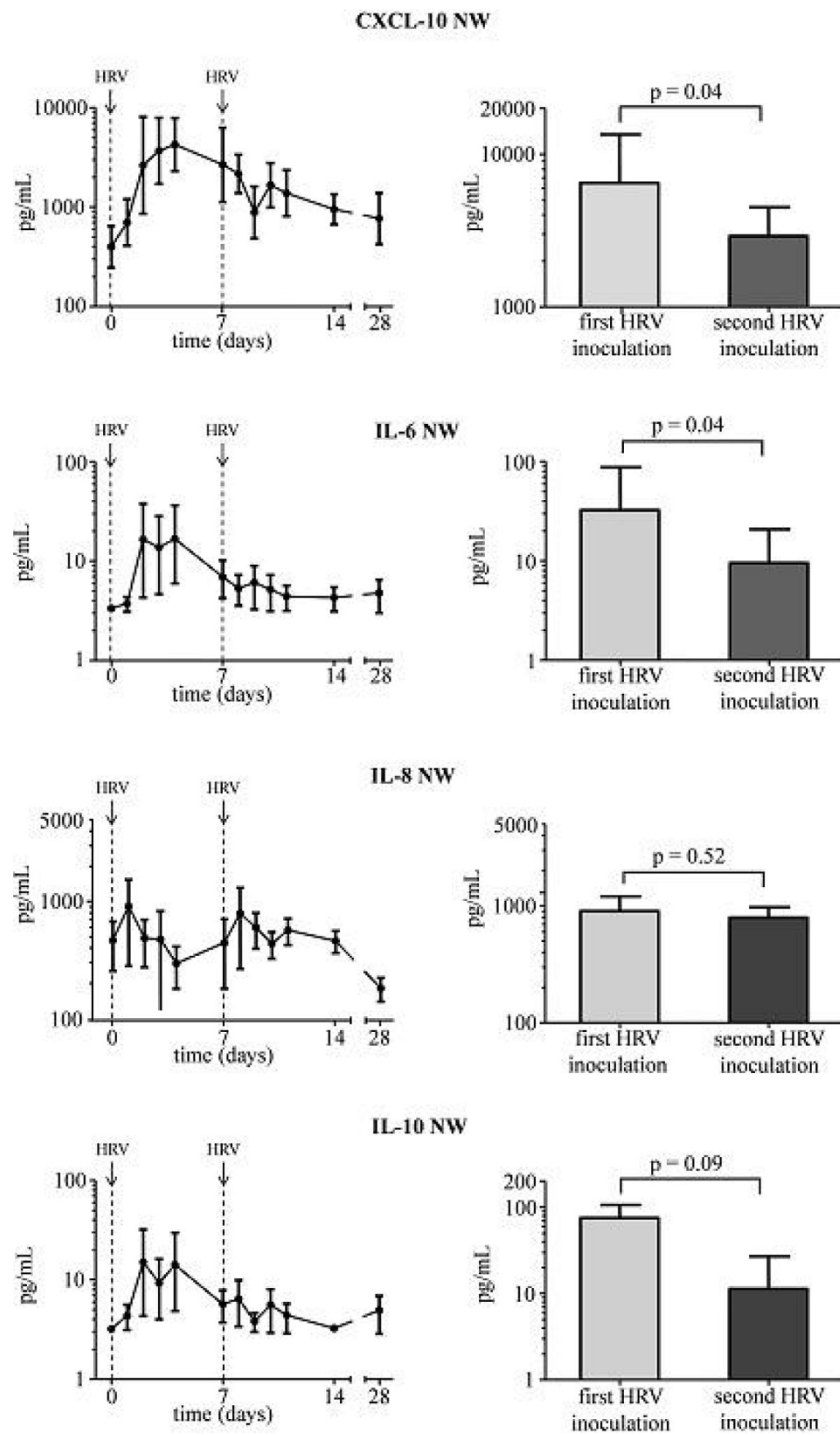 CXCL-10 NW
HRV HRV
10000
1000
100
pg/mL
0 7 14 28
time (days)
p = 0.04
20000
10000
1000
pg/mL
first HRV inoculation
second HRV inoculation
IL-6 NW
HRV HRV
100
10
1
pg/mL
0 7 14 28
time (days)
p = 0.04
100
10
1
pg/mL
first HRV inoculation
second HRV inoculation
IL-8 NW
HRV HRV
5000
1000
100
pg/mL
0 7 14 28
time (days)
p = 0.52
5000
1000
100
pg/mL
first HRV inoculation
second HRV inoculation
IL-10 NW
HRV HRV
100
10
1
pg/mL
0 7 14 28
time (days)
p = 0.09
200
100
10
1
pg/mL
first HRV inoculation
second HRV inoculation